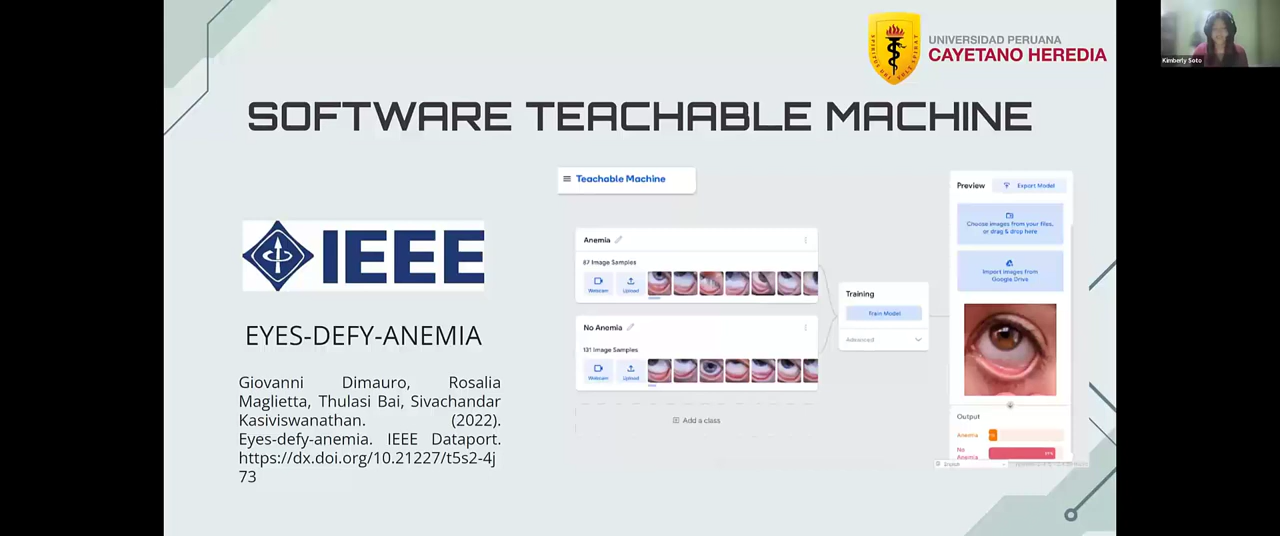 UNIVERSIDAD PERUANA
CAYETANO HEREDIA
Kimberly Soto
SOFTWARE TEACHABLE MACHINE
Teachable Machine
IEEE
EYES-DEFY-ANEMIA
Giovanni Dimauro, Rosalia
Maglietta, Thulasi Bai, Sivachandar
Kasiviswanathan. (2022).
Eyes-defy-anemia. IEEE Dataport.
https://dx.doi.org/10.21227/t5s2-4j
73
Anemia
87 Image Samples
Webcam
Upload
No Anemia
131 Image Samples
Webcam
Upload
Add a class
Training
Train Model
Advanced
Preview
Export Model
Choose images from your files,
or drag & drop here
Import images from
Google Drive
Output
Anemia
No
Anemia
English